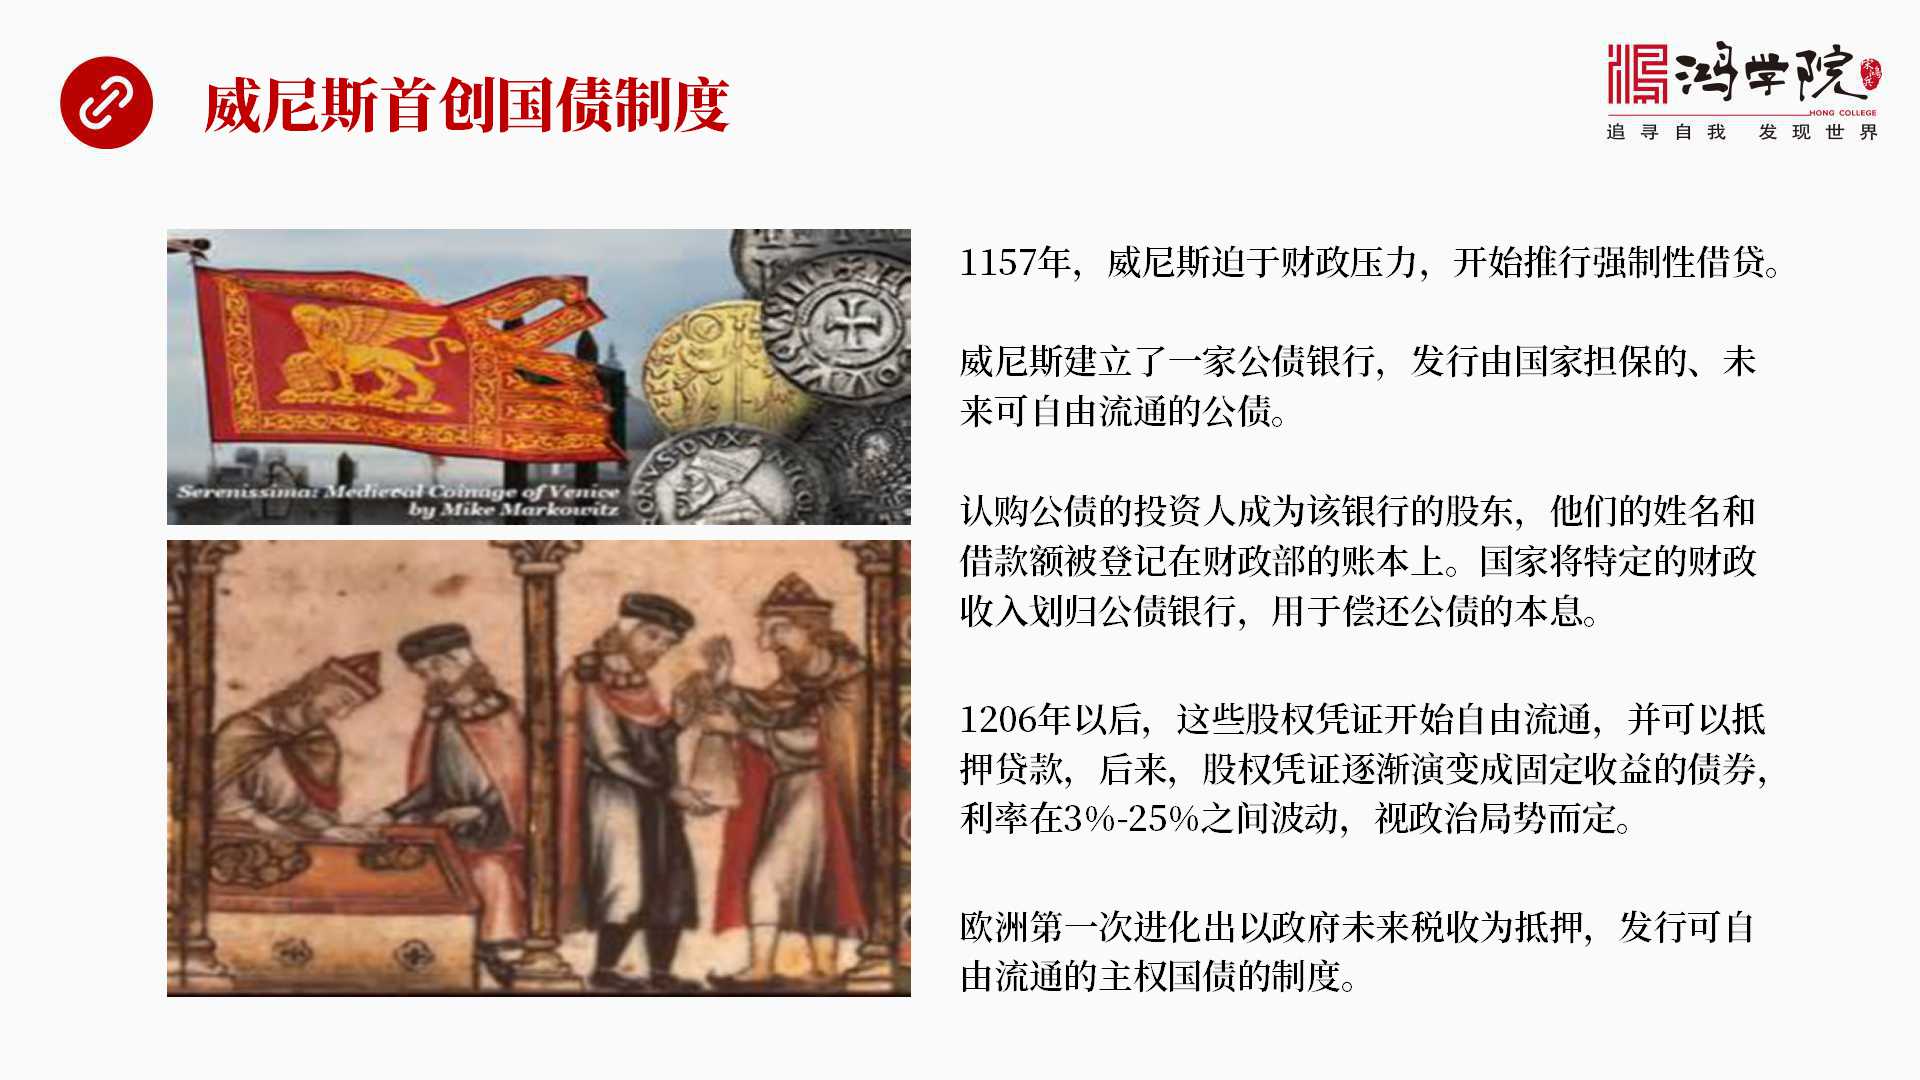 威尼斯首创国债制度
鸿学院
宋鸿兵
HONG COLLEGE
追寻自我 发现世界
Serenissima: Medieval Coinage of Venice
by Mike Markowitz
1157年，威尼斯迫于财政压力，开始推行强制性借贷。
威尼斯建立了一家公债银行，发行由国家担保的、未
来可自由流通的公债。
认购公债的投资人成为该银行的股东，他们的姓名和
借款额被登记在财政部的账本上。国家将特定的财政
收入划归公债银行，用于偿还公债的本息。
1206年以后，这些股权凭证开始自由流通，并可以抵
押贷款，后来，股权凭证逐渐演变成固定收益的债券，
利率在3%-25%之间波动，视政治局势而定。
欧洲第一次进化出以政府未来税收为抵押，发行可自
由流通的主权国债的制度。